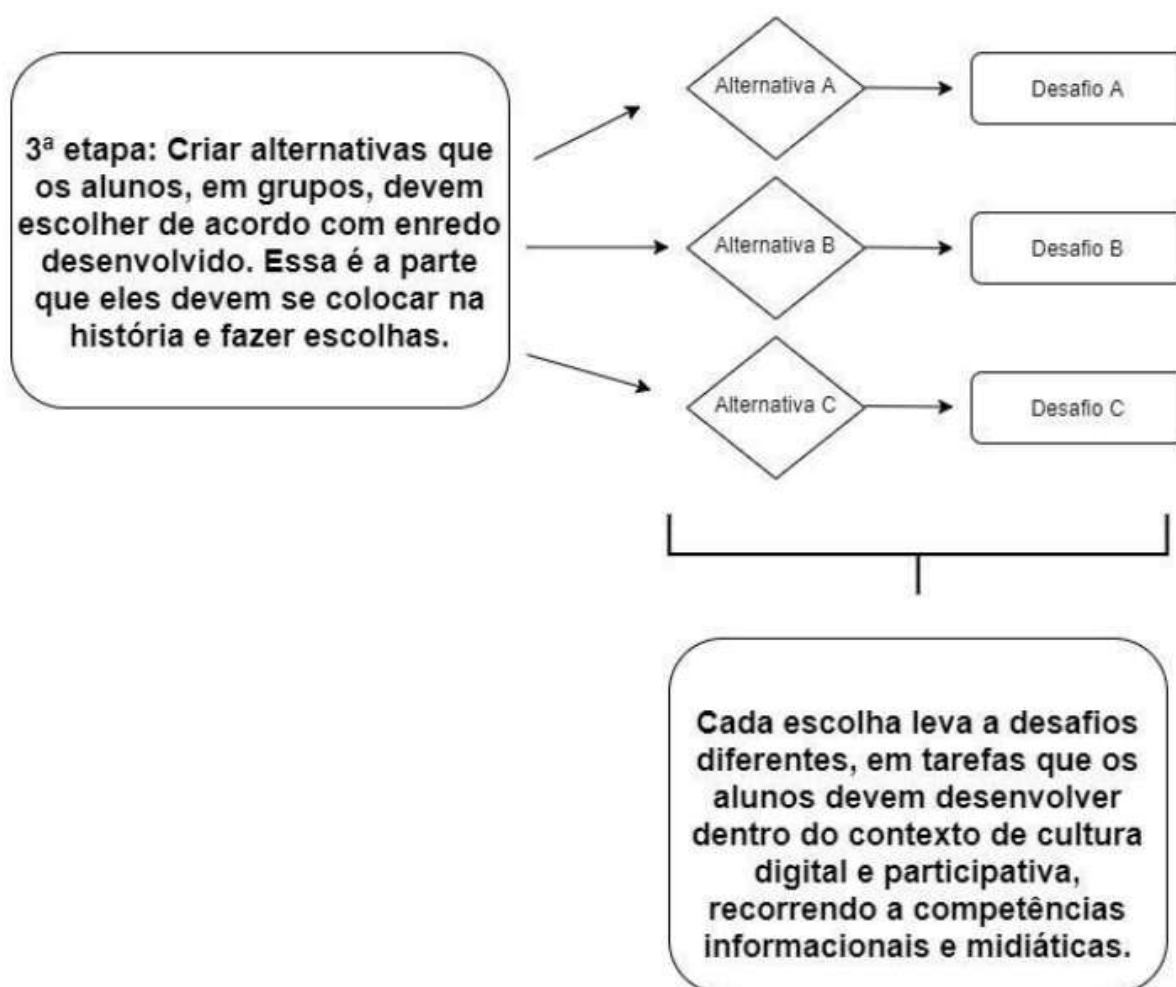 3ª etapa: Criar alternativas que
os alunos, em grupos, devem
escolher de acordo com enredo
desenvolvido. Essa é a parte
que eles devem se colocar na
história e fazer escolhas.
Alternativa A
Desafio A
Alternativa B
Desafio B
Alternativa C
Desafio C
Cada escolha leva a desafios
diferentes, em tarefas que os
alunos devem desenvolver
dentro do contexto de cultura
digital e participativa,
recorrendo a competências
informacionais e midiáticas.